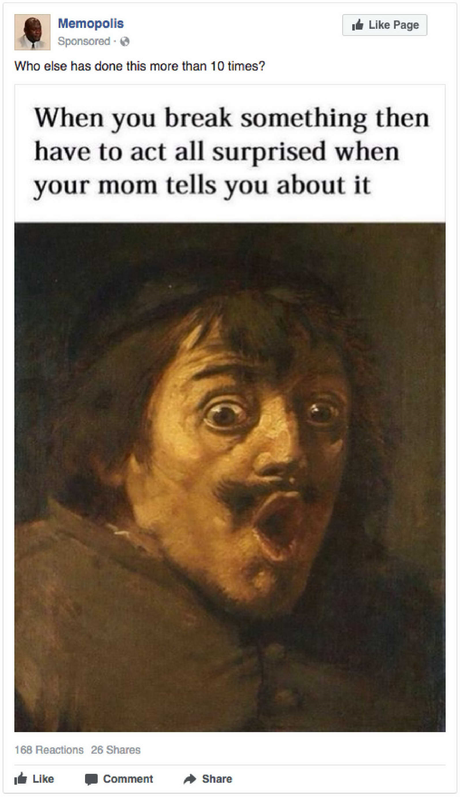 Memopolis
Like Page
Sponsored ·
Who else has done this more than 10 times?
When you break something then
have to act all surprised when
your mom tells you about it
168 Reactions 26 Shares
Like Comment Share